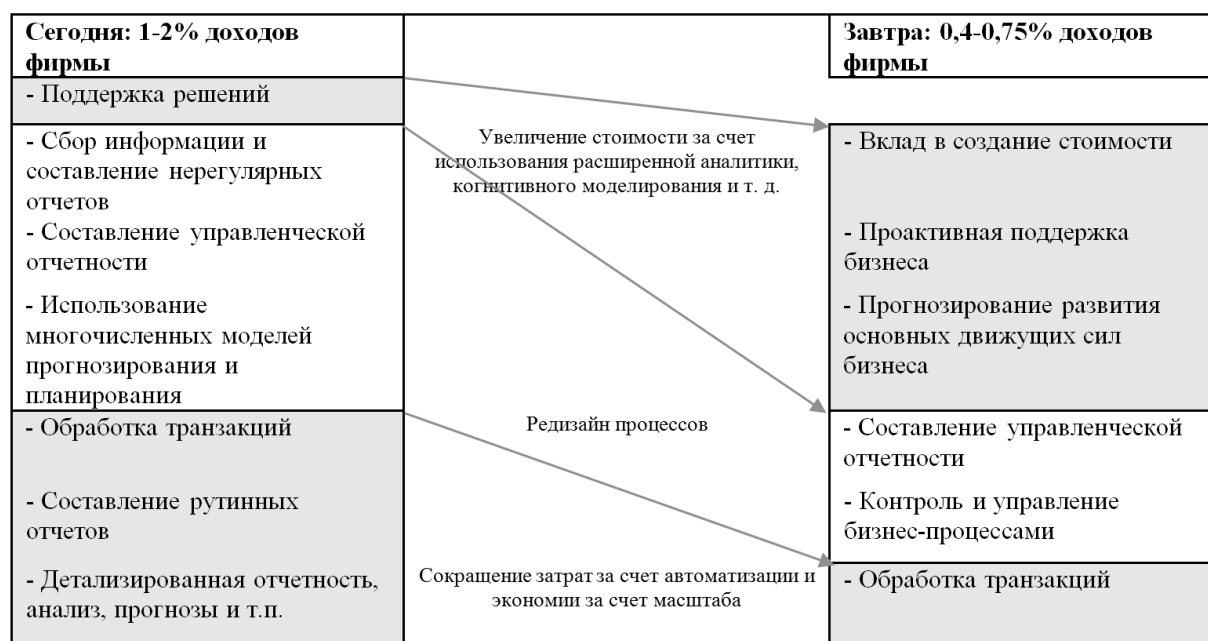 Сегодня: 1-2% доходов
фирмы
- Поддержка решений
- Сбор информации и
составление нерегулярных
отчетов
- Составление управленческой
отчетности
- Использование
многочисленных моделей
прогнозирования и
планирования
- Обработка транзакций
- Составление рутинных
отчетов
- Детализированная отчетность,
анализ, прогнозы и т.п.
Увеличение стоимости за счет
использования расширенной аналитики,
когнитивного моделирования и т. д.
Редизайн процессов
Сокращение затрат за счет автоматизации и
экономии за счет масштаба
Завтра: 0,4-0,75% доходов
фирмы
- Вклад в создание стоимости
- Проактивная поддержка
бизнеса
- Прогнозирование развития
основных движущих сил
бизнеса
- Составление управленческой
отчетности
- Контроль и управление
бизнес-процессами
- Обработка транзакций